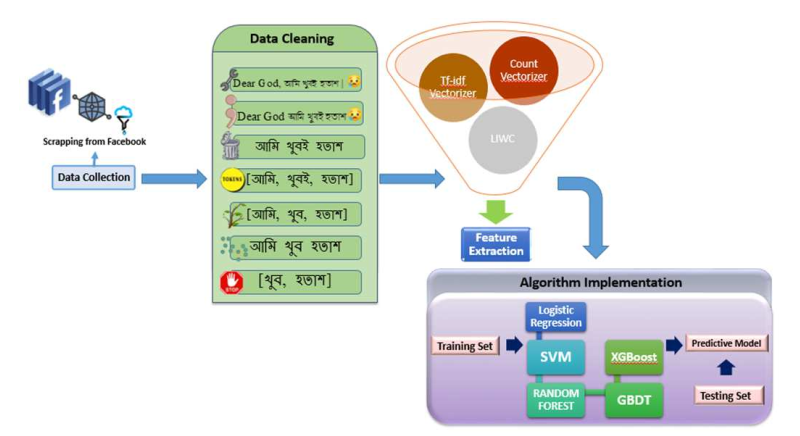 Data Cleaning
Dear God, আমি খুবই হতাশ | 😥
Dear God আমি খুবই হতাশ 😥
আমি খুবই হতাশ
TOKENS [আমি, খুবই, হতাশ]
[আমি, খুব, হতাশ]
আমি খুব হতাশ
STOP [খুব, হতাশ]
Scrapping from Facebook
Data Collection
Tf-idf
Vectorizer
Count
Vectorizer
LIWC
Feature
Extraction
Algorithm Implementation
Logistic
Regression
Training Set
SVM
XGBoost
Predictive Model
RANDOM
FOREST
GBDT
Testing Set